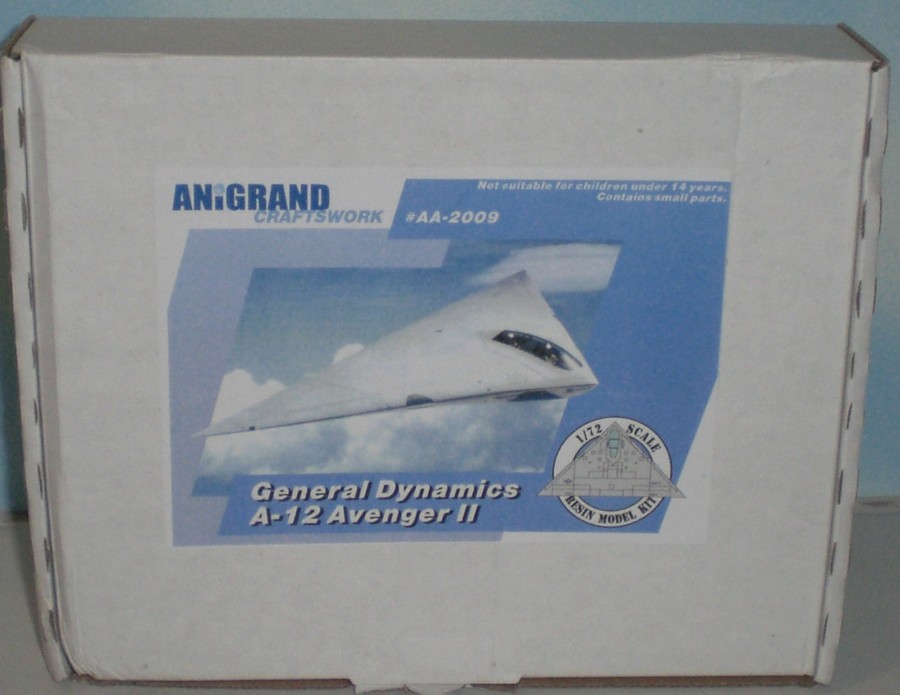 ANiGRAND
CRAFTSWORK
#AA-2009
Not suitable for children under 14 years.
Contains small parts.
General Dynamics
A-12 Avenger II
1/72 SCALE
RESIN MODEL KIT